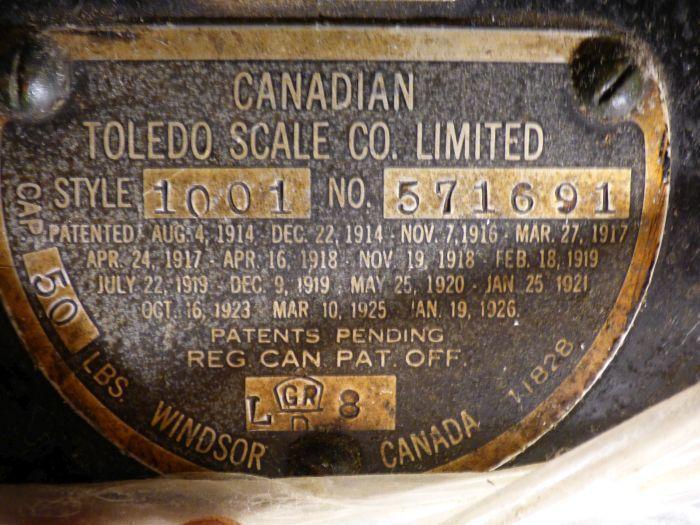 CANADIAN
TOLEDO SCALE CO. LIMITED
STYLE 1001 NO. 571691
PATENTED AUG. 4, 1914 · DEC. 22, 1914 · NOV. 7, 1916 · MAR. 27, 1917
APR. 24, 1917 · APR. 16, 1918 · NOV. 19, 1918 · FEB. 18, 1919
JULY 22, 1919 · DEC. 9, 1919 · MAY 25, 1920 · JAN. 25, 1921
OCT. 16, 1923 · MAR. 10, 1925 · JAN. 19, 1926.
PATENTS PENDING
REG CAN. PAT. OFF.
L GR 8
D
CAP. 50 LBS. WINDSOR CANADA 11828